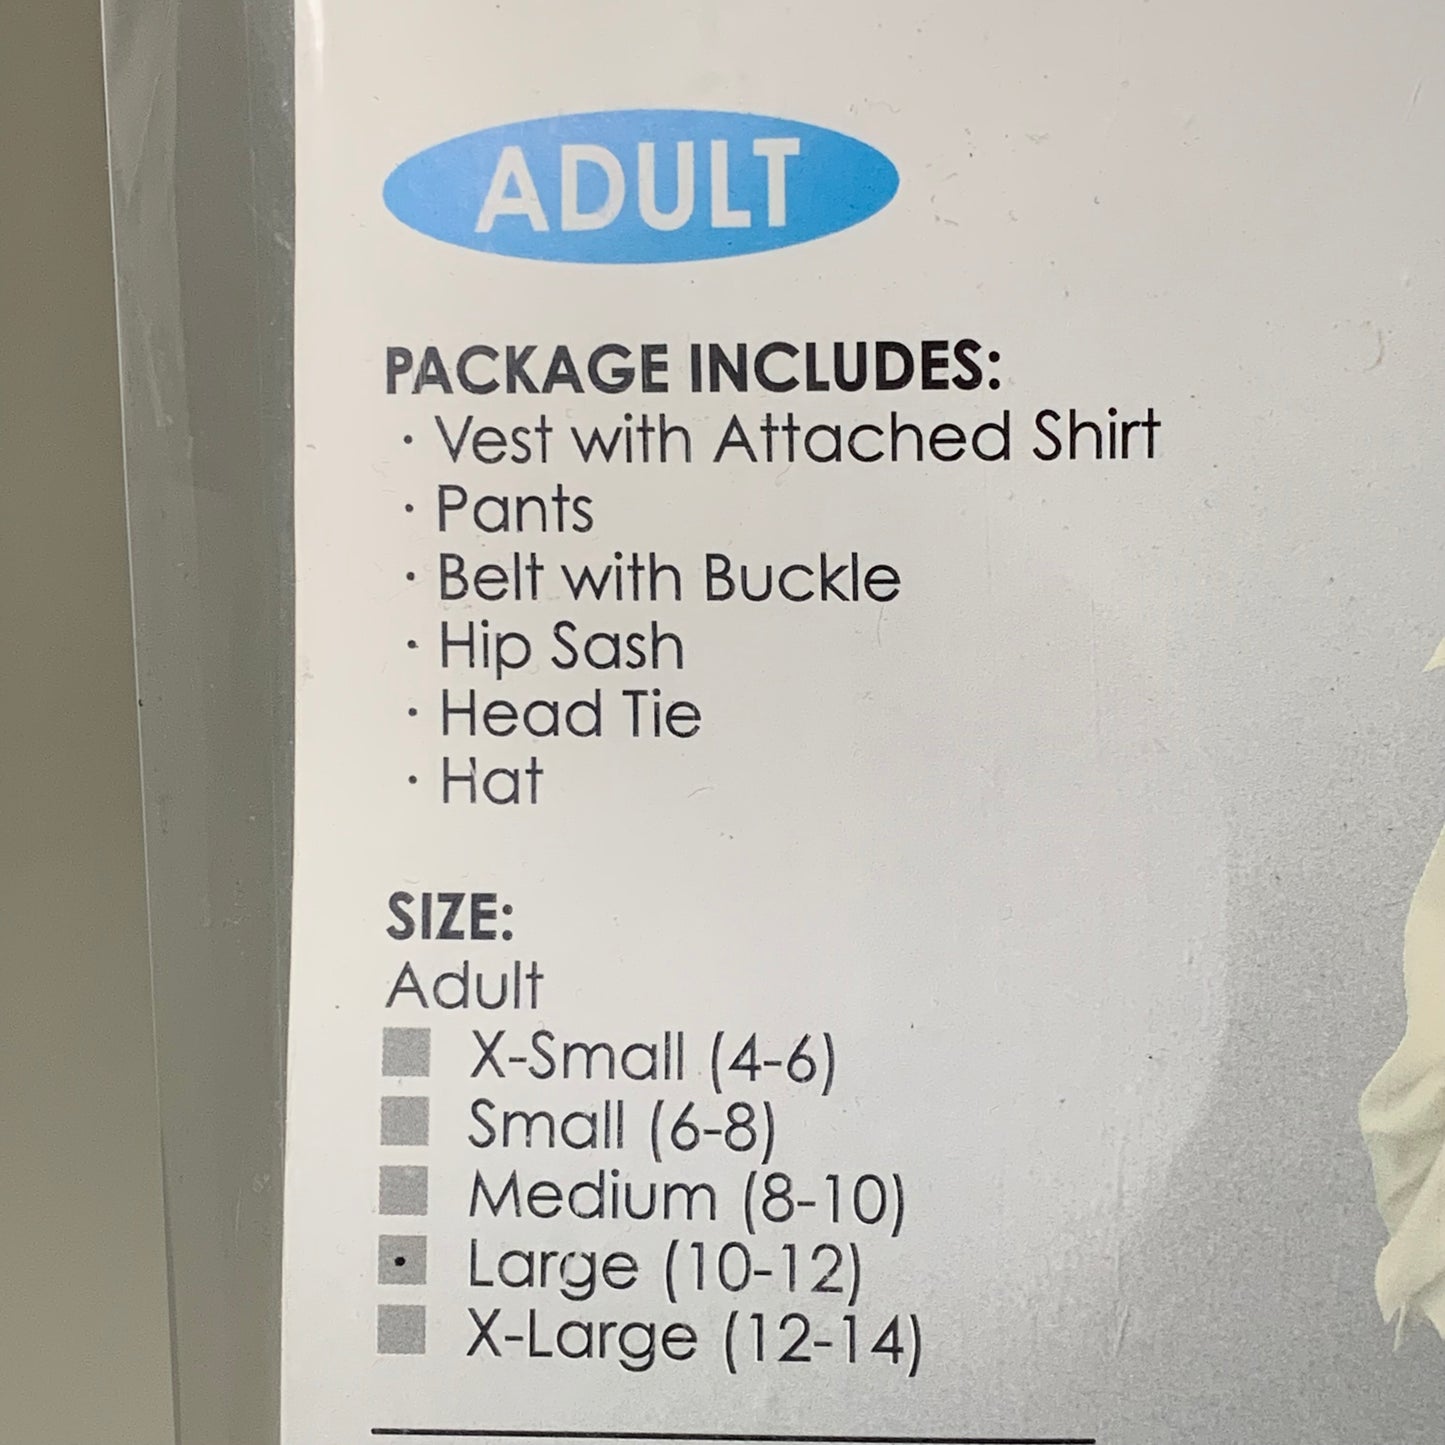 ADULT
PACKAGE INCLUDES:
· Vest with Attached Shirt
· Pants
· Belt with Buckle
· Hip Sash
· Head Tie
· Hat
SIZE:
Adult
X-Small (4-6)
Small (6-8)
Medium (8-10)
Large (10-12)
X-Large (12-14)